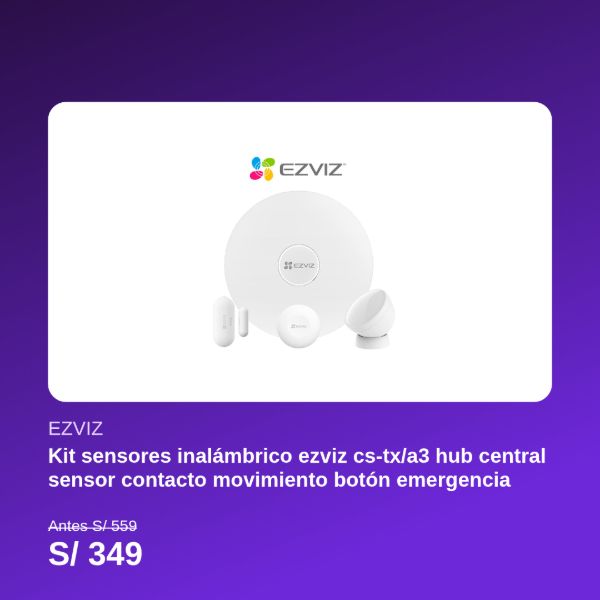 EZVIZ
EZVIZ
EZVIZ
Kit sensores inalámbrico ezviz cs-tx/a3 hub central
sensor contacto movimiento botón emergencia
Antes S/ 559
S/ 349